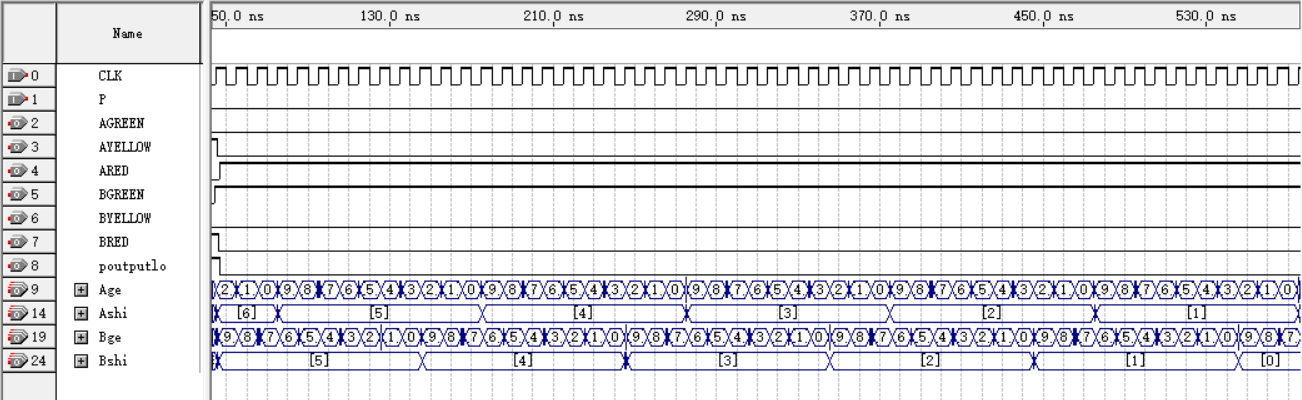 50.0 ns 130.0 ns 210.0 ns 290.0 ns 370.0 ns 450.0 ns 530.0 ns
Name
0 CLK
1 P
2 AGREEN
3 AYELLOW
4 ARED
5 BGREEN
6 BYELLOW
7 BRED
8 poutputlo
9 Age 2 1 0 9 8 7 6 5 4 3 2 1 0 9 8 7 6 5 4 3 2 1 0 9 8 7 6 5 4 3 2 1 0 9 8 7 6 5 4 3 2 1 0 9 8 7 6 5 4 3 2 1 0
14 Ashi [6] [5] [4] [3] [2] [1]
19 Bge 9 8 7 6 5 4 3 2 1 0 9 8 7 6 5 4 3 2 1 0 9 8 7 6 5 4 3 2 1 0 9 8 7 6 5 4 3 2 1 0 9 8 7 6 5 4 3 2 1 0 9 8 7
24 Bshi [5] [4] [3] [2] [1] [0]